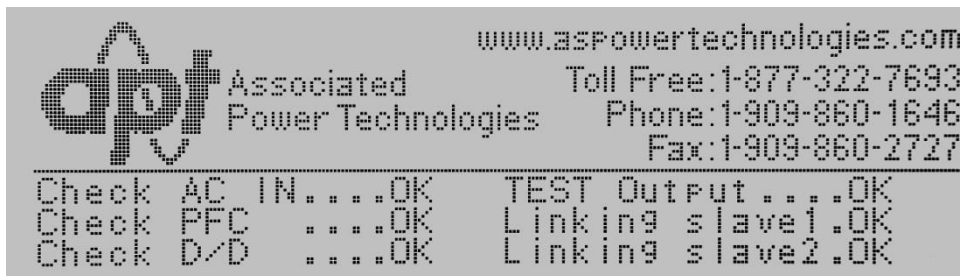 www.aspowertechnologies.com
apt
Associated
Power Technologies
Toll Free:1-877-322-7693
Phone:1-909-860-1646
Fax:1-909-860-2727
Check AC IN....OK
Check PFC ....OK
Check D/D ....OK
TEST Output....OK
Linking slave1.OK
Linking slave2.OK